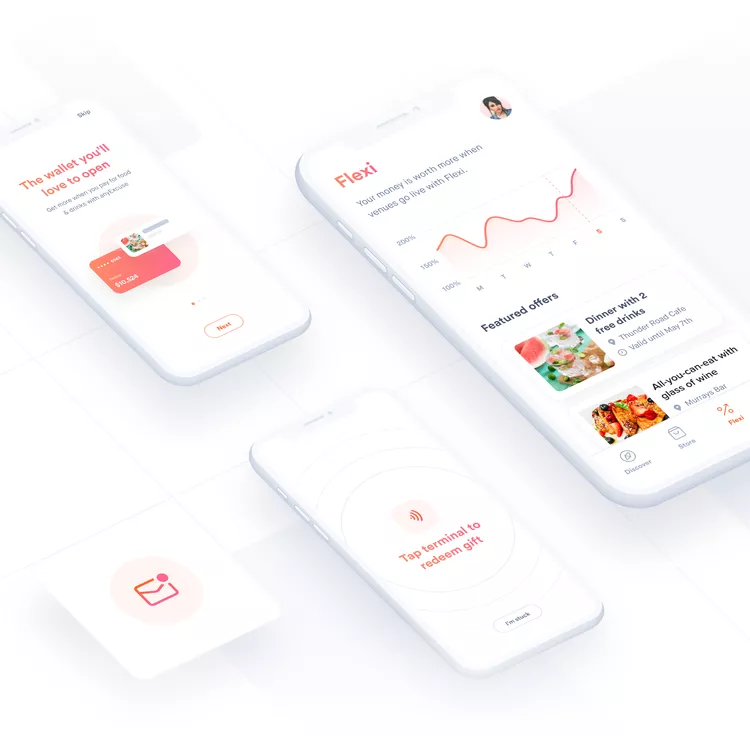 Skip
The wallet you'll
love to open
Get more when you pay for food
& drinks with anyExcuse
$10,524
Next
Flexi
Your money is worth more when
venues go live with Flexi.
200%
150%
100%
M
T
W
T
F
S
S
Featured offers
Dinner with 2
free drinks
Thunder Road Cafe
Valid until May 7th
All-you-can-eat with
glass of wine
Murrays Bar
Discover
Store
Flexi
Tap terminal to
redeem gift
I'm stuck